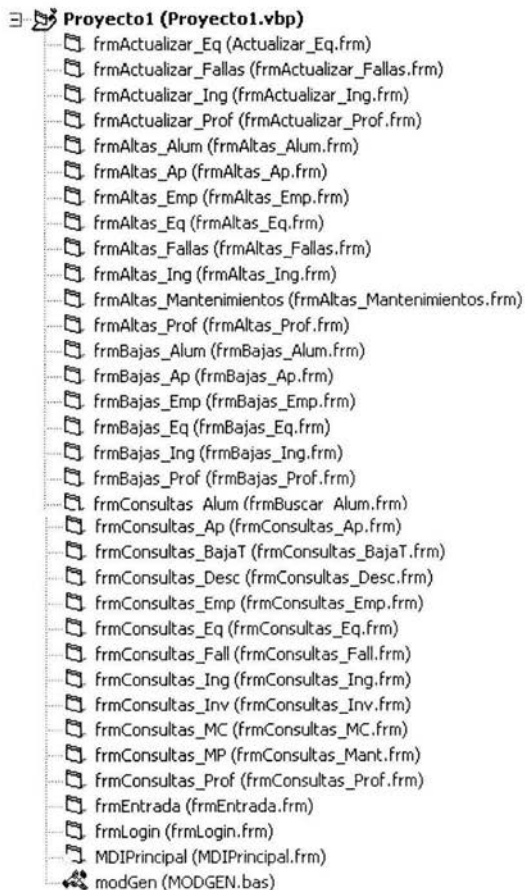 Proyecto1 (Proyecto1.vbp)
frmActualizar_Eq (Actualizar_Eq.frm)
frmActualizar_Fallas (frmActualizar_Fallas.frm)
frmActualizar_Ing (frmActualizar_Ing.frm)
frmActualizar_Prof (frmActualizar_Prof.frm)
frmAltas_Alum (frmAltas_Alum.frm)
frmAltas_Ap (frmAltas_Ap.frm)
frmAltas_Emp (frmAltas_Emp.frm)
frmAltas_Eq (frmAltas_Eq.frm)
frmAltas_Fallas (frmAltas_Fallas.frm)
frmAltas_Ing (frmAltas_Ing.frm)
frmAltas_Mantenimientos (frmAltas_Mantenimientos.frm)
frmAltas_Prof (frmAltas_Prof.frm)
frmBajas_Alum (frmBajas_Alum.frm)
frmBajas_Ap (frmBajas_Ap.frm)
frmBajas_Emp (frmBajas_Emp.frm)
frmBajas_Eq (frmBajas_Eq.frm)
frmBajas_Ing (frmBajas_Ing.frm)
frmBajas_Prof (frmBajas_Prof.frm)
frmConsultas_Alum (frmBuscar_Alum.frm)
frmConsultas_Ap (frmConsultas_Ap.frm)
frmConsultas_BajaT (frmConsultas_BajaT.frm)
frmConsultas_Desc (frmConsultas_Desc.frm)
frmConsultas_Emp (frmConsultas_Emp.frm)
frmConsultas_Eq (frmConsultas_Eq.frm)
frmConsultas_Fall (frmConsultas_Fall.frm)
frmConsultas_Ing (frmConsultas_Ing.frm)
frmConsultas_Inv (frmConsultas_Inv.frm)
frmConsultas_MC (frmConsultas_MC.frm)
frmConsultas_MP (frmConsultas_Mant.frm)
frmConsultas_Prof (frmConsultas_Prof.frm)
frmEntrada (frmEntrada.frm)
frmLogin (frmLogin.frm)
MDIPrincipal (MDIPrincipal.frm)
modGen (MODGEN.bas)